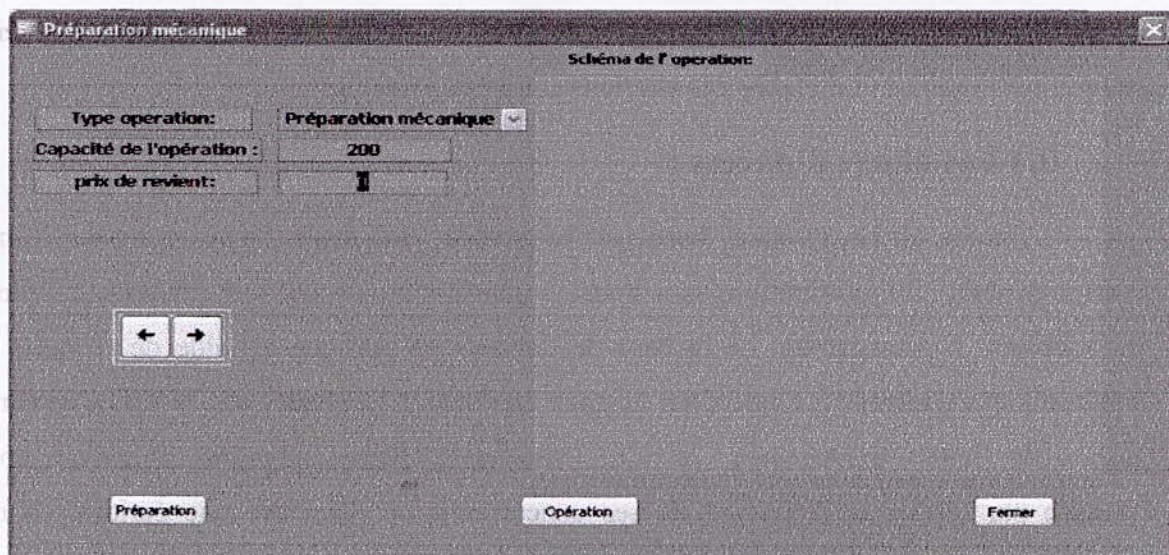 Préparation mécanique
Schéma de l' operation:
Type operation: Préparation mécanique
Capacité de l'opération : 200
prix de revient:
Préparation Opération Fermer